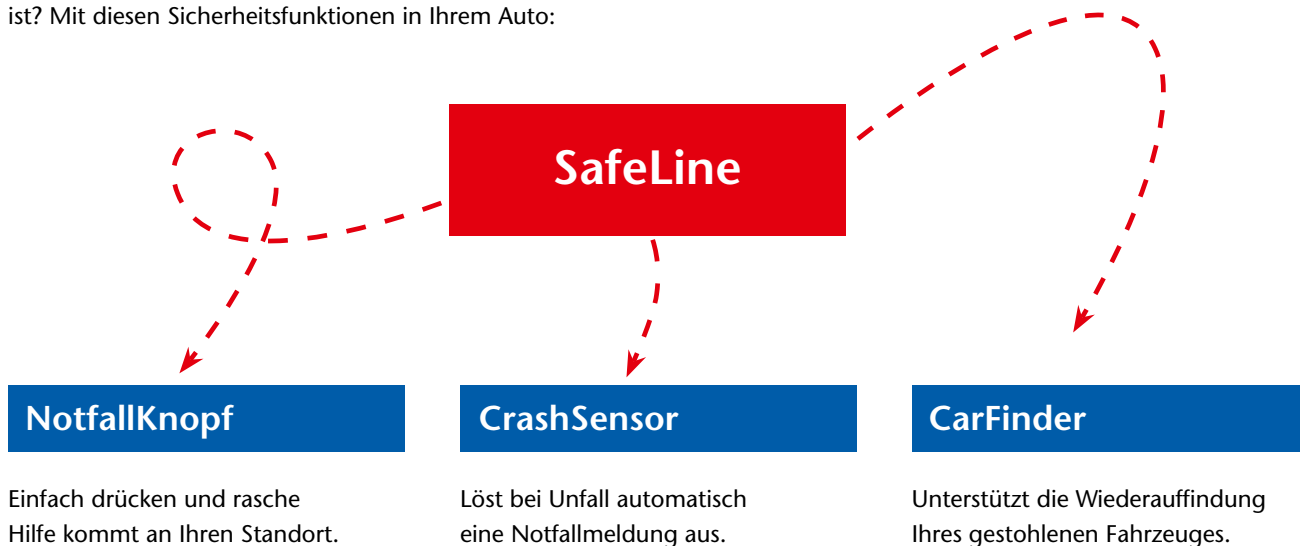 ist? Mit diesen Sicherheitsfunktionen in Ihrem Auto:
SafeLine
NotfallKnopf
Einfach drücken und rasche
Hilfe kommt an Ihren Standort.
CrashSensor
Löst bei Unfall automatisch
eine Notfallmeldung aus.
CarFinder
Unterstützt die Wiederauffindung
Ihres gestohlenen Fahrzeuges.